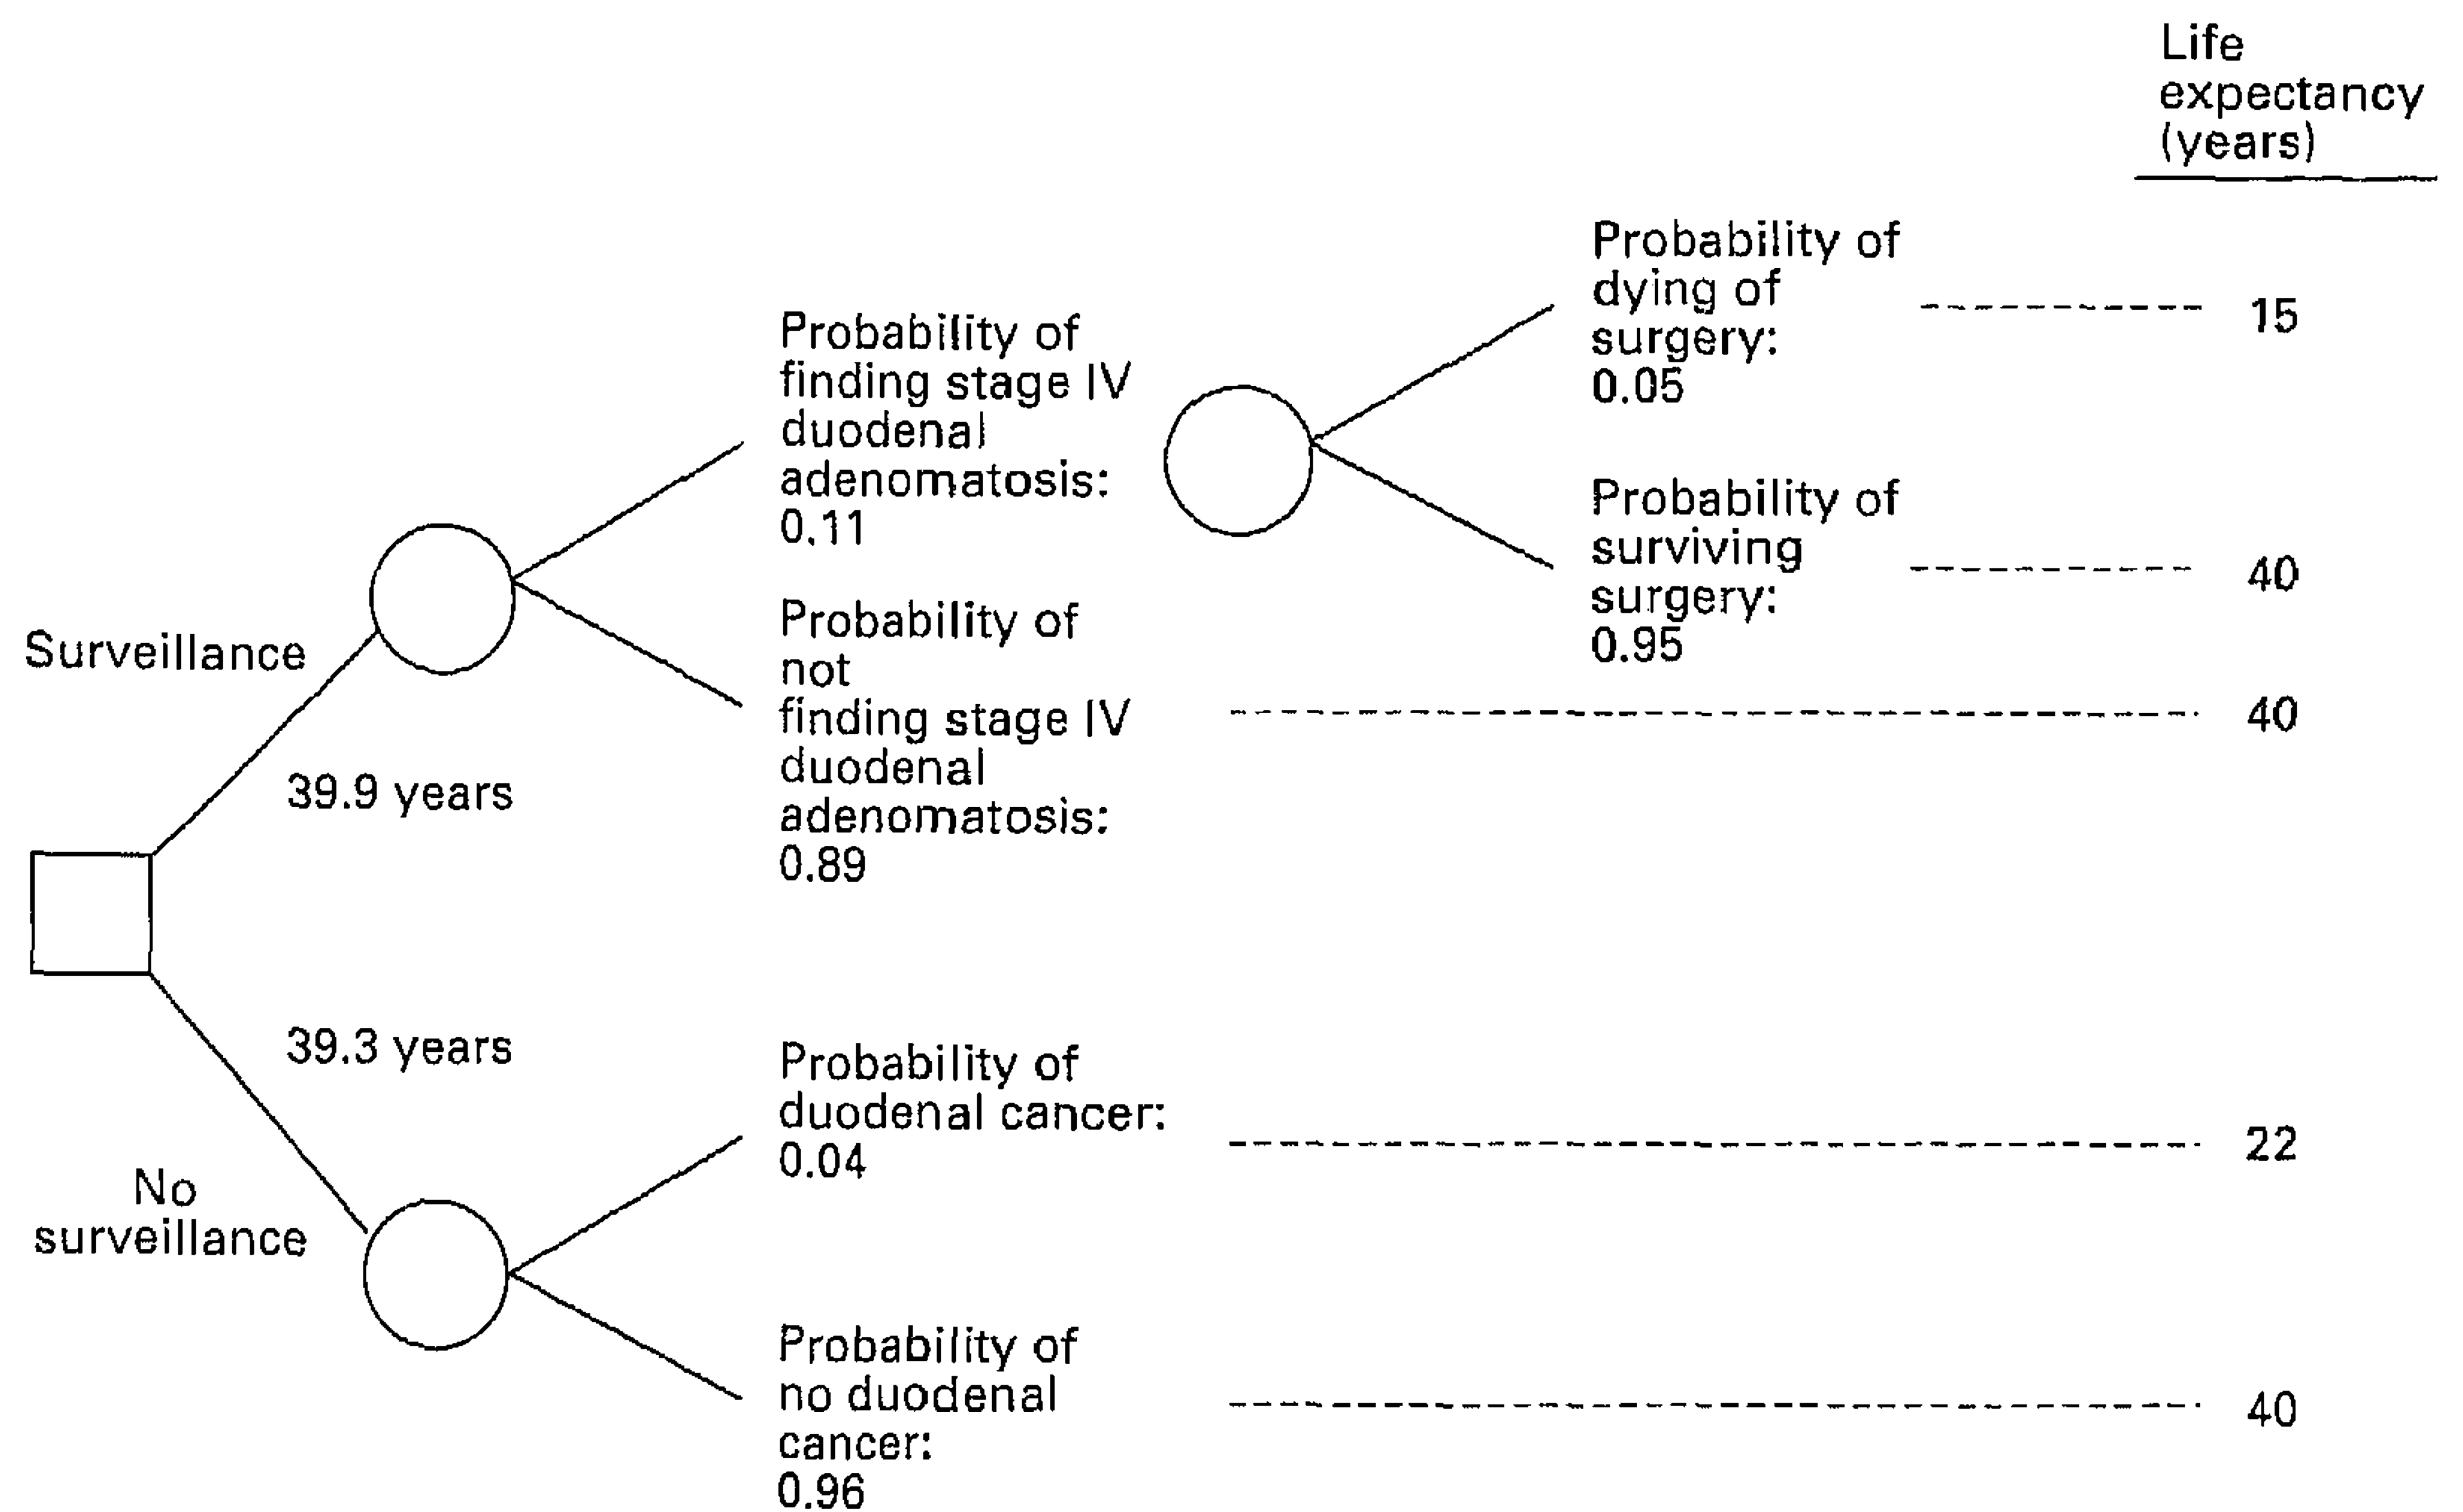 Life
expectancy
(years)
Probability of
dying of
surgery:
0.05
15
Probability of
finding stage IV
duodenal
adenomatosis:
0.11
Probability of
surviving
surgery:
0.95
40
Surveillance
Probability of
not
finding stage IV
duodenal
adenomatosis:
0.89
40
39.9 years
39.3 years
No
surveillance
Probability of
duodenal cancer:
0.04
22
Probability of
no duodenal
cancer:
0.96
40